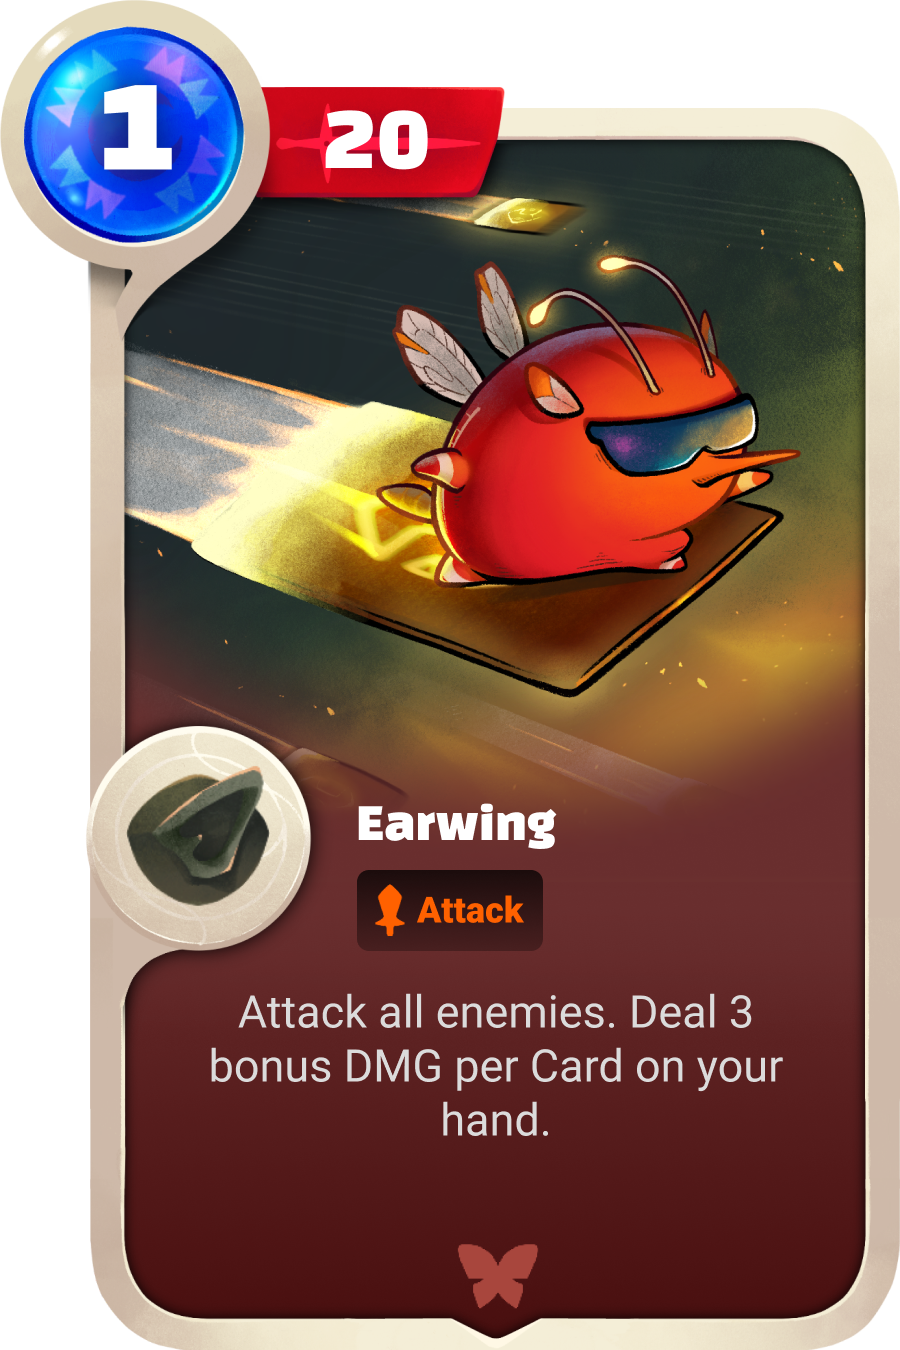 1
20
Earwing
Attack
Attack all enemies. Deal 3
bonus DMG per Card on your
hand.